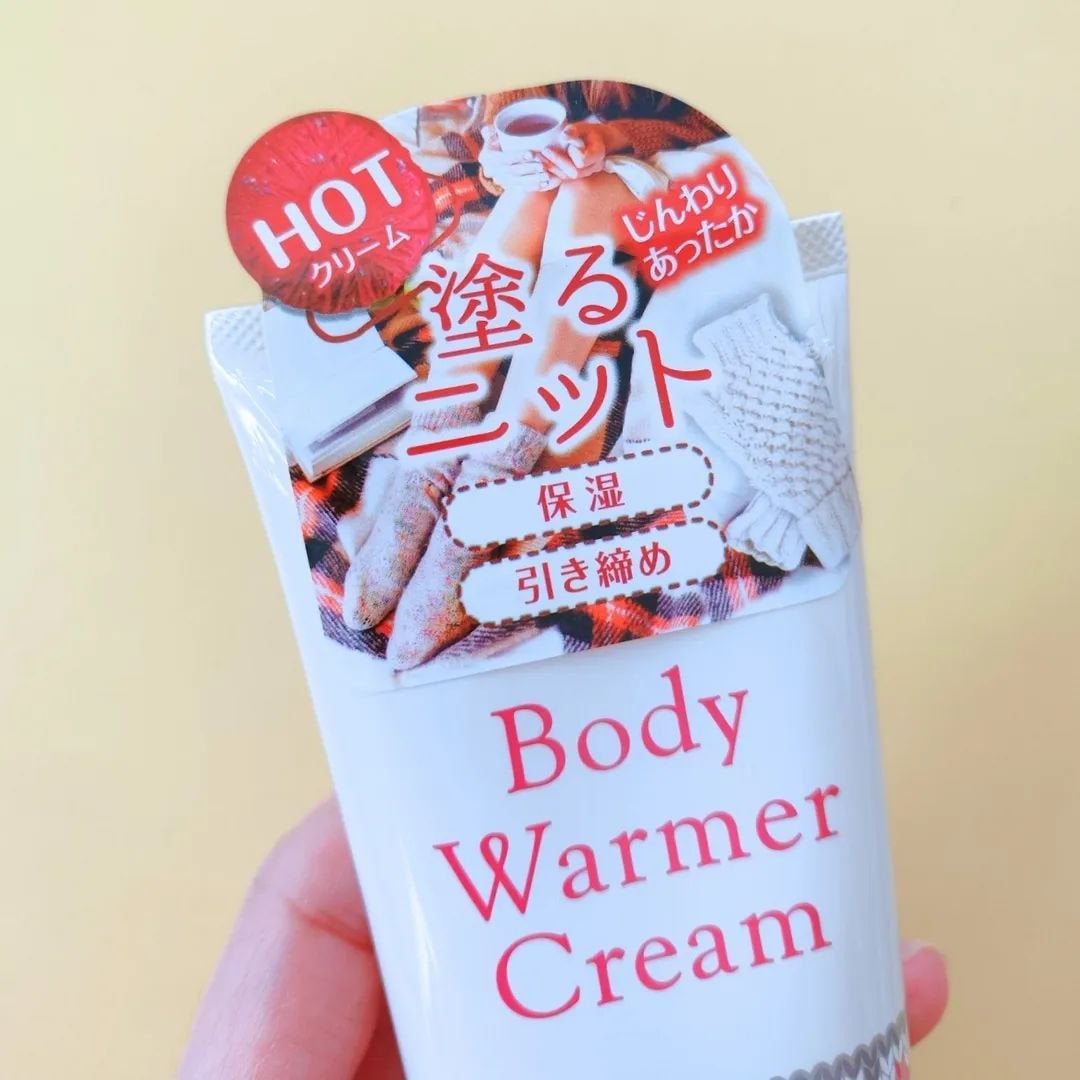 HOT
クリーム
じんわり
あったか
塗る
ニット
保湿
引き締め
Body
Warmer
Cream